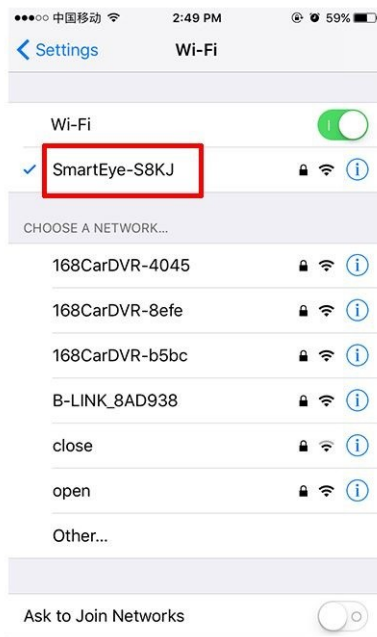 中国移动 2:49 PM 59%
Settings Wi-Fi
Wi-Fi
SmartEye-S8KJ
CHOOSE A NETWORK...
168CarDVR-4045
168CarDVR-8efe
168CarDVR-b5bc
B-LINK_8AD938
close
open
Other...
Ask to Join Networks